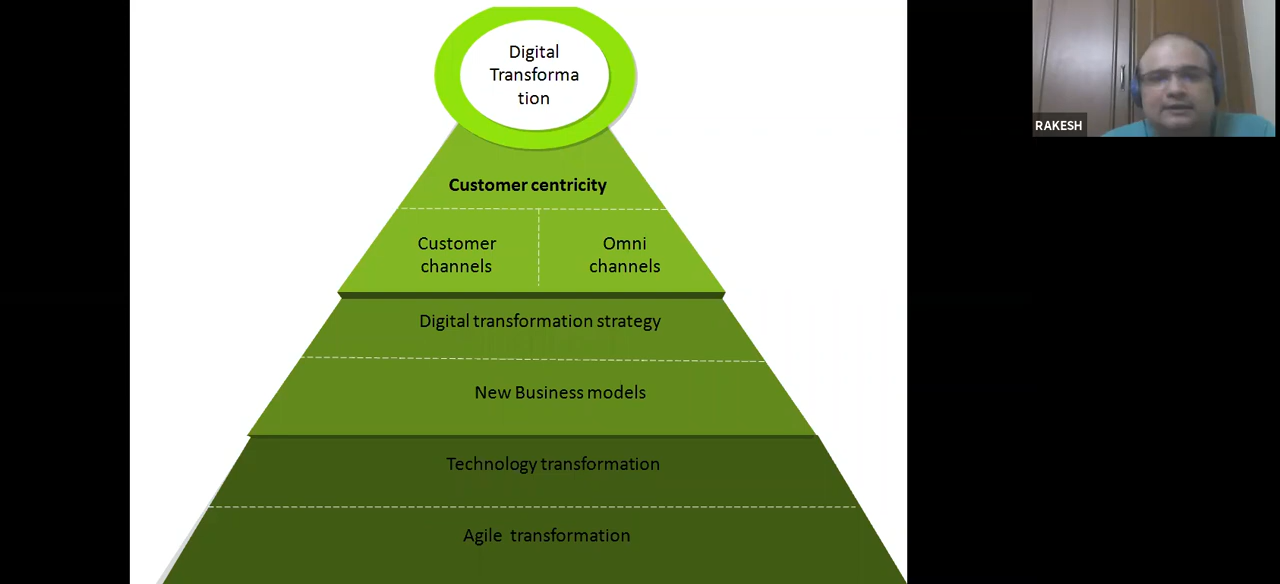 Digital
Transforma
tion
RAKESH
Customer centricity
Customer
channels
Omni
channels
Digital transformation strategy
New Business models
Technology transformation
Agile  transformation